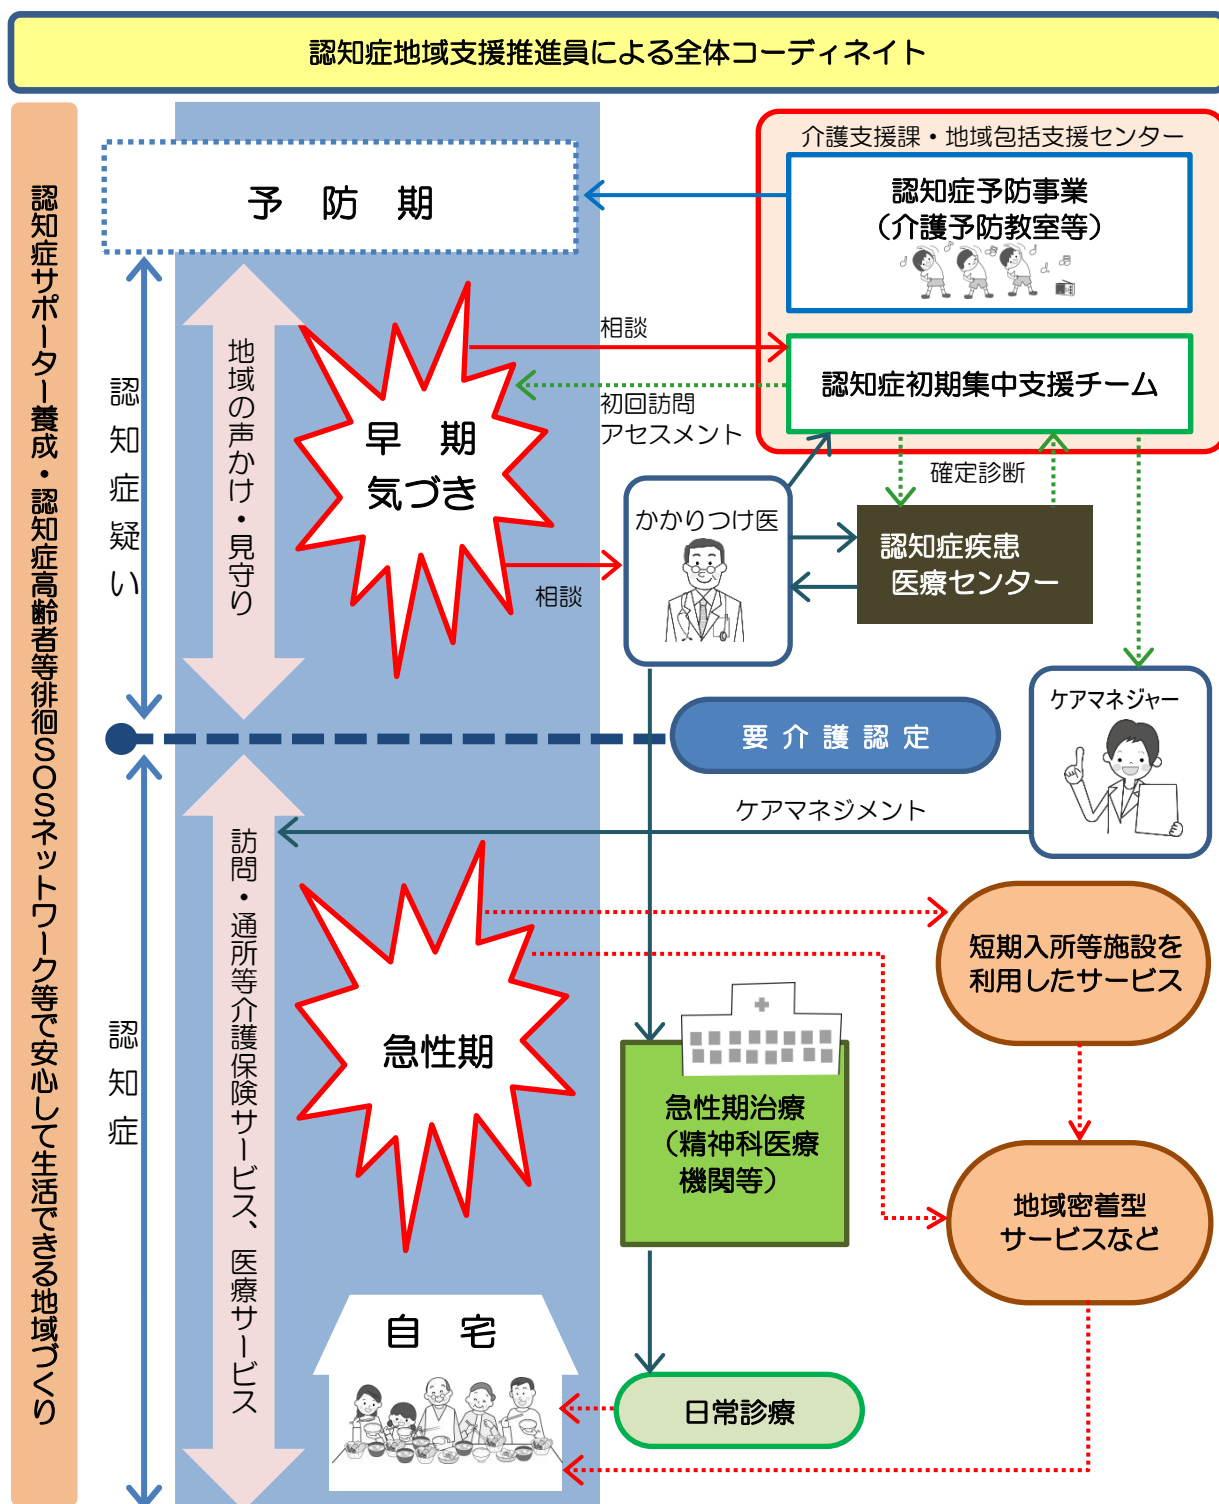 認知症地域支援推進員による全体コーディネイト
認知症サポーター養成・認知症高齢者等徘徊SOSネットワーク等で安心して生活できる地域づくり
介護支援課・地域包括支援センター
予防期
認知症予防事業
（介護予防教室等）
認知症疑い
地域の声かけ・見守り
早期
気づき
相談
認知症初期集中支援チーム
初回訪問
アセスメント
確定診断
かかりつけ医
認知症疾患
医療センター
相談
ケアマネジャー
要介護認定
ケアマネジメント
認知症
訪問・通所等介護保険サービス、医療サービス
急性期
短期入所等施設を
利用したサービス
急性期治療
（精神科医療
機関等）
地域密着型
サービスなど
自宅
日常診療